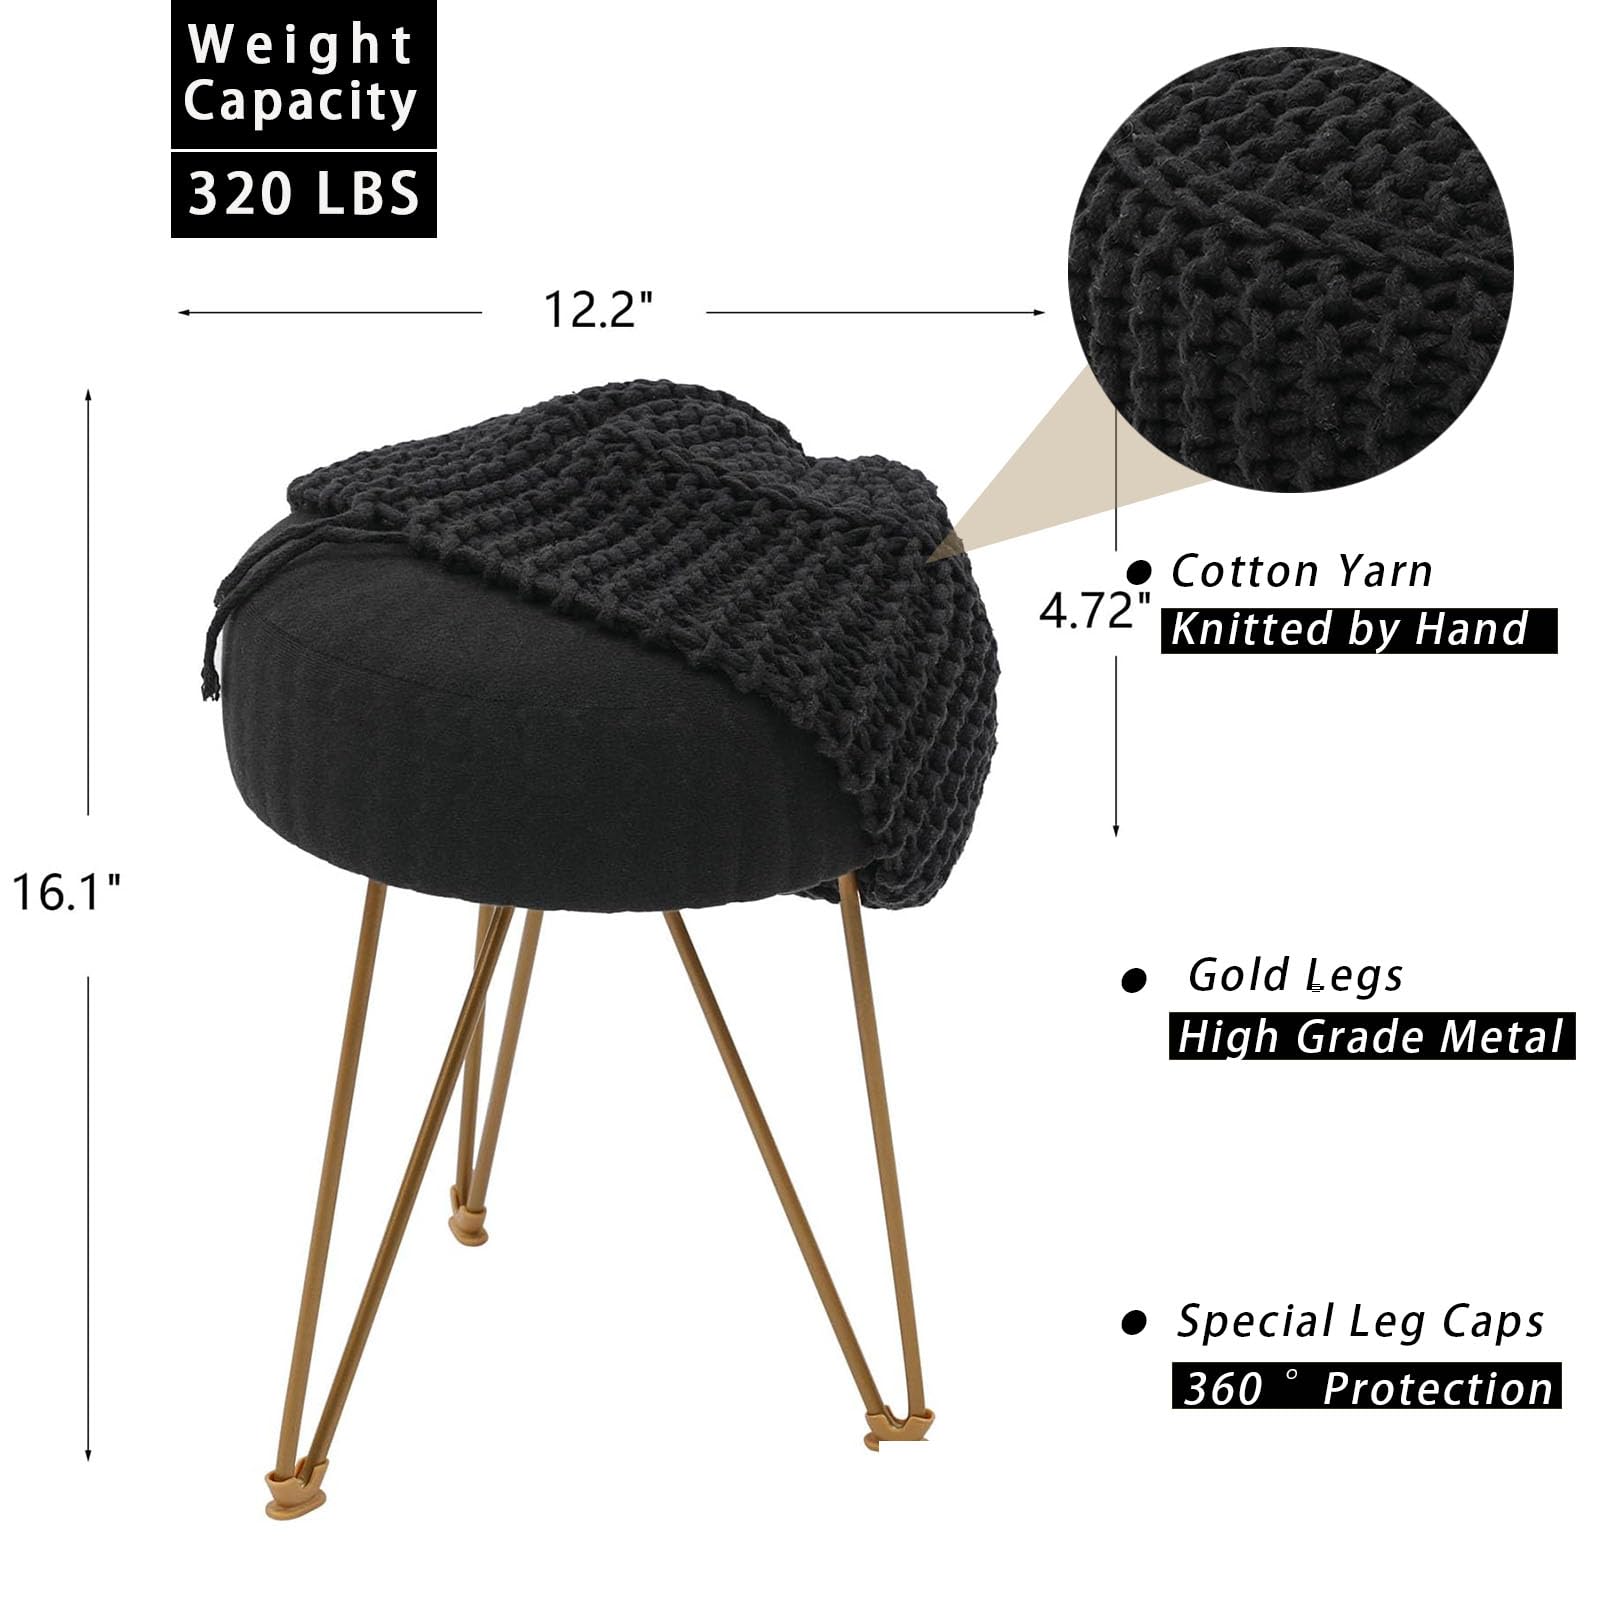 Weight
Capacity
320 LBS
12.2"
16.1"
4.72"
● Cotton Yarn
Knitted by Hand
● Gold Legs
High Grade Metal
● Special Leg Caps
360 ° Protection